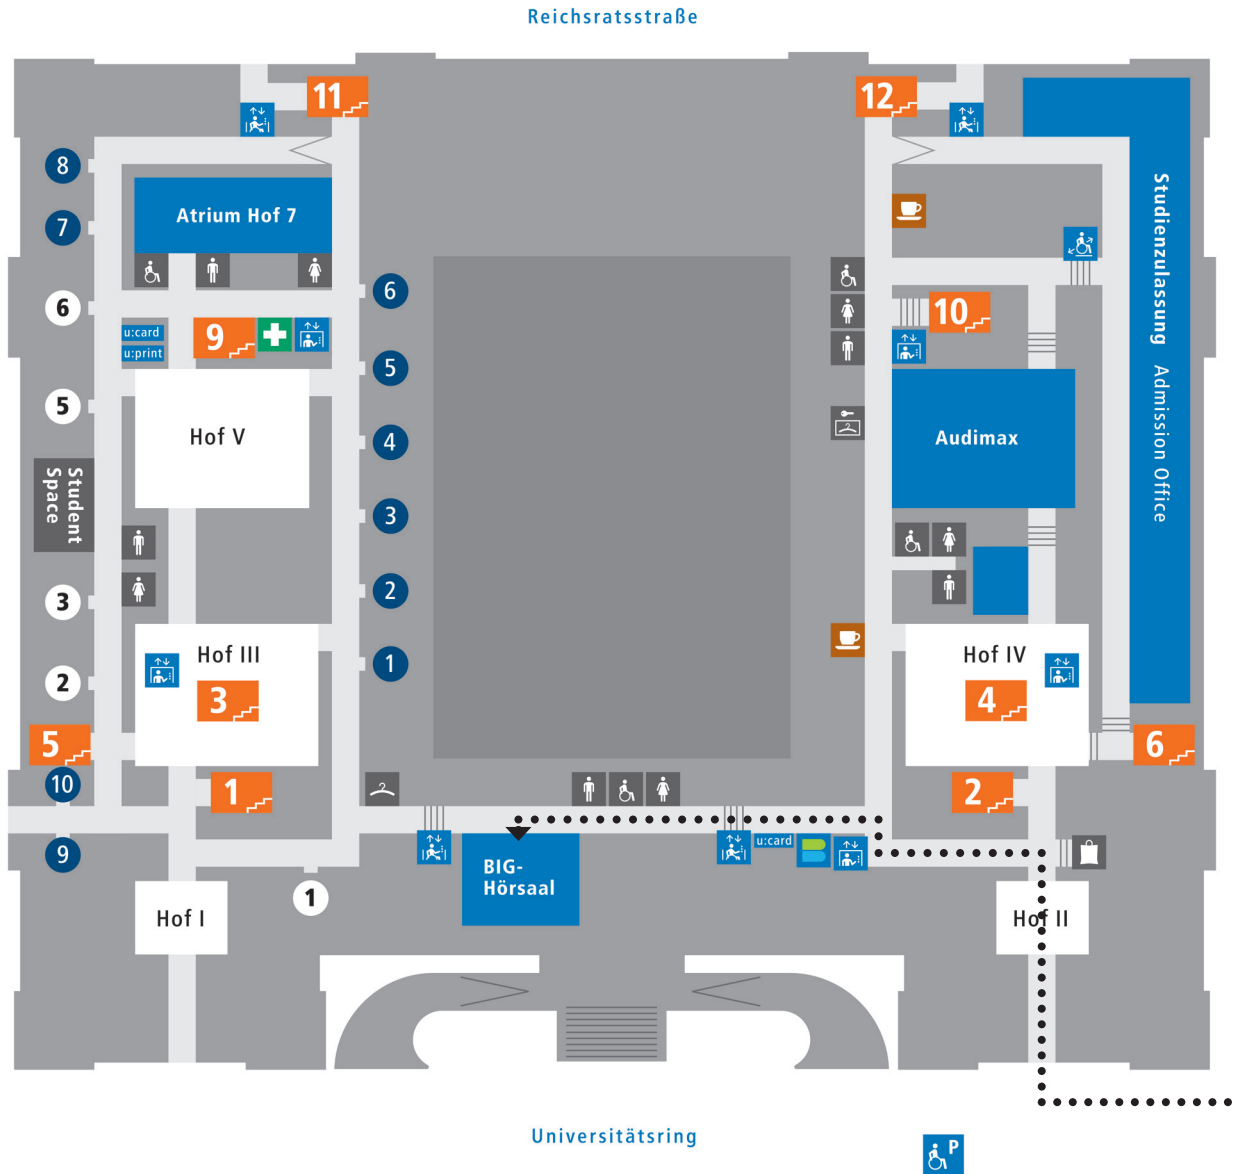 Reichsratsstraße
11
12
8
Atrium Hof 7
7
6
6
u:card
u:print
9
10
5
5
Hof V
4
Audimax
Studienzulassung Admission Office
Student
Space
3
2
3
Hof III
1
Hof IV
2
3
4
5
6
10
1
2
u:card
9
BIG-
Hörsaal
1
Hof I
Hof II
Universitätsring
P